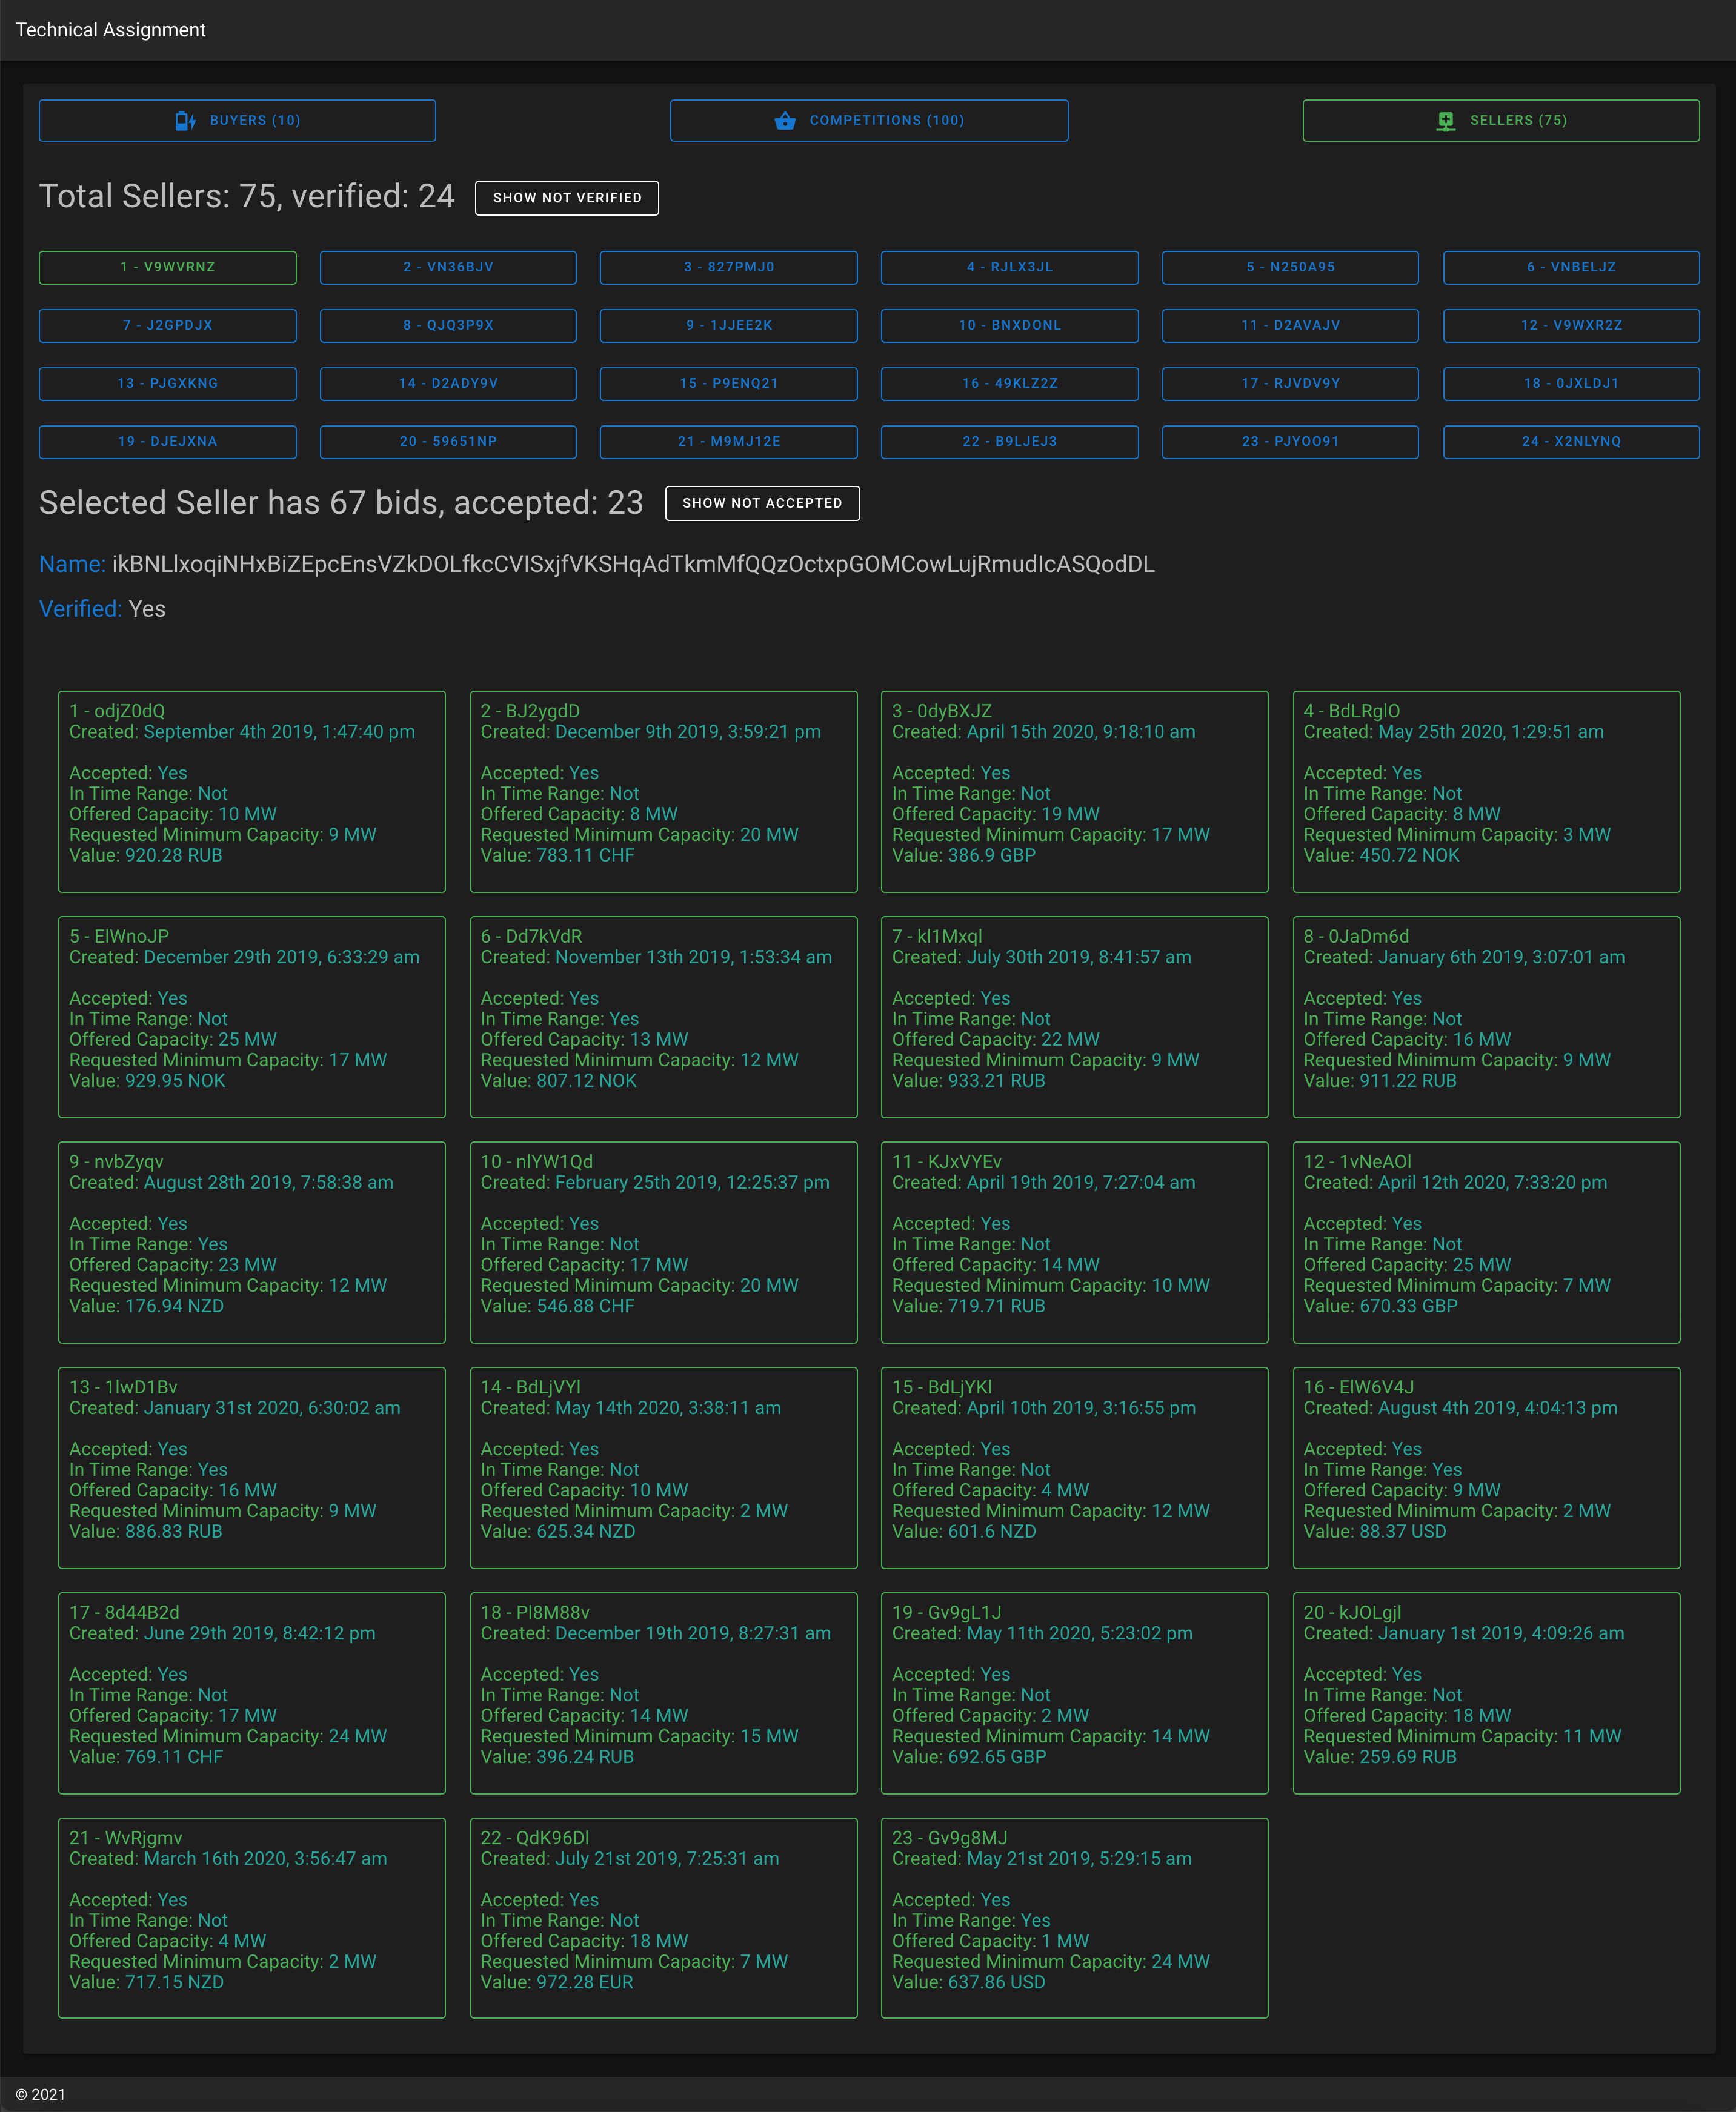 Technical Assignment
BUYERS (10)
COMPETITIONS (100)
SELLERS (75)
Total Sellers: 75, verified: 24
SHOW NOT VERIFIED
1 - V9WVRNZ
2 - VN36BJV
3 - 827PMJ0
4 - RJLX3JL
5 - N250A95
6 - VNBELJZ
7 - J2GPDJX
8 - QJQ3P9X
9 - 1JJEE2K
10 - BNXDONL
11 - D2AVAJV
12 - V9WXR2Z
13 - PJGXKNG
14 - D2ADY9V
15 - P9ENQ21
16 - 49KLZ2Z
17 - RJVDV9Y
18 - 0JXLDJ1
19 - DJEJXNA
20 - 59651NP
21 - M9MJ12E
22 - B9LJEJ3
23 - PJYOO91
24 - X2NLYNQ
Selected Seller has 67 bids, accepted: 23
SHOW NOT ACCEPTED
Name: ikBNLlxoqiNHxBiZEpcEnsVZkDOLfkcCVISxjfVKSHqAdTkmMfQQzOctxpGOMCowLujRmudIcASQodDL
Verified: Yes
1 - odjZ0dQ
Created: September 4th 2019, 1:47:40 pm
Accepted: Yes
In Time Range: Not
Offered Capacity: 10 MW
Requested Minimum Capacity: 9 MW
Value: 920.28 RUB
2 - BJ2ygdD
Created: December 9th 2019, 3:59:21 pm
Accepted: Yes
In Time Range: Not
Offered Capacity: 8 MW
Requested Minimum Capacity: 20 MW
Value: 783.11 CHF
3 - 0dyBXJZ
Created: April 15th 2020, 9:18:10 am
Accepted: Yes
In Time Range: Not
Offered Capacity: 19 MW
Requested Minimum Capacity: 17 MW
Value: 386.9 GBP
4 - BdLRglO
Created: May 25th 2020, 1:29:51 am
Accepted: Yes
In Time Range: Not
Offered Capacity: 8 MW
Requested Minimum Capacity: 3 MW
Value: 450.72 NOK
5 - ElWnoJP
Created: December 29th 2019, 6:33:29 am
Accepted: Yes
In Time Range: Not
Offered Capacity: 25 MW
Requested Minimum Capacity: 17 MW
Value: 929.95 NOK
6 - Dd7kVdR
Created: November 13th 2019, 1:53:34 am
Accepted: Yes
In Time Range: Yes
Offered Capacity: 13 MW
Requested Minimum Capacity: 12 MW
Value: 807.12 NOK
7 - kl1Mxql
Created: July 30th 2019, 8:41:57 am
Accepted: Yes
In Time Range: Not
Offered Capacity: 22 MW
Requested Minimum Capacity: 9 MW
Value: 933.21 RUB
8 - 0JaDm6d
Created: January 6th 2019, 3:07:01 am
Accepted: Yes
In Time Range: Not
Offered Capacity: 16 MW
Requested Minimum Capacity: 9 MW
Value: 911.22 RUB
9 - nvbZyqv
Created: August 28th 2019, 7:58:38 am
Accepted: Yes
In Time Range: Yes
Offered Capacity: 23 MW
Requested Minimum Capacity: 12 MW
Value: 176.94 NZD
10 - nlYW1Qd
Created: February 25th 2019, 12:25:37 pm
Accepted: Yes
In Time Range: Not
Offered Capacity: 17 MW
Requested Minimum Capacity: 20 MW
Value: 546.88 CHF
11 - KJxVYEv
Created: April 19th 2019, 7:27:04 am
Accepted: Yes
In Time Range: Not
Offered Capacity: 14 MW
Requested Minimum Capacity: 10 MW
Value: 719.71 RUB
12 - 1vNeAOl
Created: April 12th 2020, 7:33:20 pm
Accepted: Yes
In Time Range: Not
Offered Capacity: 25 MW
Requested Minimum Capacity: 7 MW
Value: 670.33 GBP
13 - 1lwD1Bv
Created: January 31st 2020, 6:30:02 am
Accepted: Yes
In Time Range: Yes
Offered Capacity: 16 MW
Requested Minimum Capacity: 9 MW
Value: 886.83 RUB
14 - BdLjVYl
Created: May 14th 2020, 3:38:11 am
Accepted: Yes
In Time Range: Not
Offered Capacity: 10 MW
Requested Minimum Capacity: 2 MW
Value: 625.34 NZD
15 - BdLjYKl
Created: April 10th 2019, 3:16:55 pm
Accepted: Yes
In Time Range: Not
Offered Capacity: 4 MW
Requested Minimum Capacity: 12 MW
Value: 601.6 NZD
16 - ElW6V4J
Created: August 4th 2019, 4:04:13 pm
Accepted: Yes
In Time Range: Yes
Offered Capacity: 9 MW
Requested Minimum Capacity: 2 MW
Value: 88.37 USD
17 - 8d44B2d
Created: June 29th 2019, 8:42:12 pm
Accepted: Yes
In Time Range: Not
Offered Capacity: 17 MW
Requested Minimum Capacity: 24 MW
Value: 769.11 CHF
18 - Pl8M88v
Created: December 19th 2019, 8:27:31 am
Accepted: Yes
In Time Range: Not
Offered Capacity: 14 MW
Requested Minimum Capacity: 15 MW
Value: 396.24 RUB
19 - Gv9gL1J
Created: May 11th 2020, 5:23:02 pm
Accepted: Yes
In Time Range: Not
Offered Capacity: 2 MW
Requested Minimum Capacity: 14 MW
Value: 692.65 GBP
20 - kJOLgjl
Created: January 1st 2019, 4:09:26 am
Accepted: Yes
In Time Range: Not
Offered Capacity: 18 MW
Requested Minimum Capacity: 11 MW
Value: 259.69 RUB
21 - WvRjgmv
Created: March 16th 2020, 3:56:47 am
Accepted: Yes
In Time Range: Not
Offered Capacity: 4 MW
Requested Minimum Capacity: 2 MW
Value: 717.15 NZD
22 - QdK96Dl
Created: July 21st 2019, 7:25:31 am
Accepted: Yes
In Time Range: Not
Offered Capacity: 18 MW
Requested Minimum Capacity: 7 MW
Value: 972.28 EUR
23 - Gv9g8MJ
Created: May 21st 2019, 5:29:15 am
Accepted: Yes
In Time Range: Yes
Offered Capacity: 1 MW
Requested Minimum Capacity: 24 MW
Value: 637.86 USD
© 2021